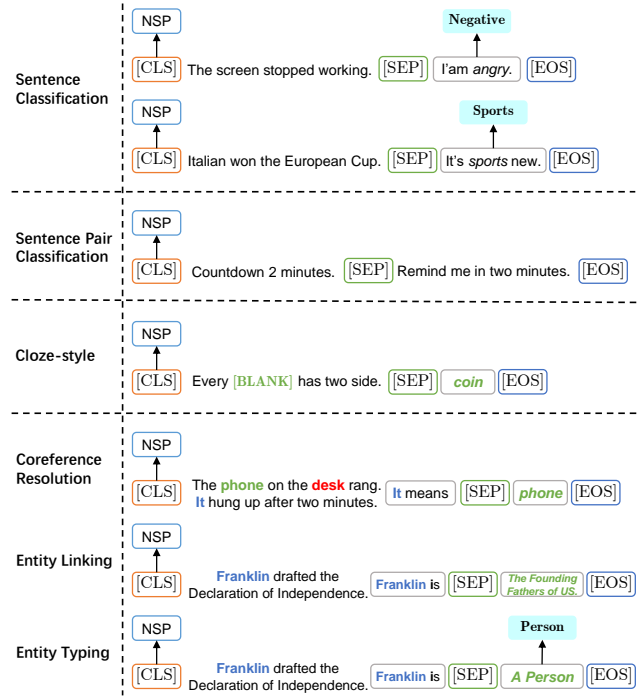 NSP
Negative
Sentence
Classification
[CLS] The screen stopped working. [SEP] I'am angry. [EOS]
NSP
Sports
[CLS] Italian won the European Cup. [SEP] It's sports new. [EOS]
Sentence Pair
Classification
NSP
[CLS] Countdown 2 minutes. [SEP] Remind me in two minutes. [EOS]
Cloze-style
NSP
[CLS] Every [BLANK] has two side. [SEP] coin [EOS]
Coreference
Resolution
NSP
[CLS] The phone on the desk rang.
It hung up after two minutes. It means [SEP] phone [EOS]
Entity Linking
NSP
[CLS] Franklin drafted the
Declaration of Independence. Franklin is [SEP] The Founding
Fathers of US. [EOS]
Entity Typing
NSP
Person
[CLS] Franklin drafted the
Declaration of Independence. Franklin is [SEP] A Person [EOS]